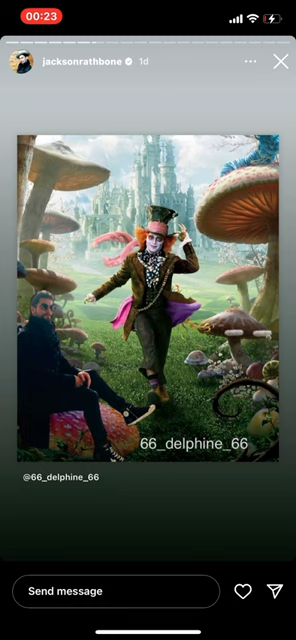 00:23
jacksonrathbone 1d
66_delphine_66
@66_delphine_66
Send message